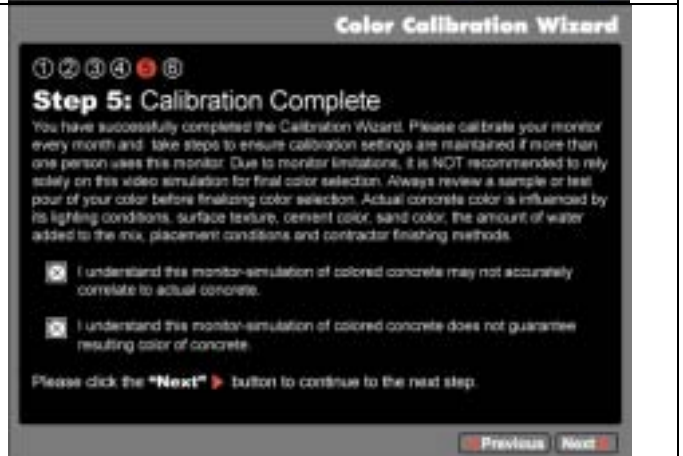 Color Calibration Wizard
① ② ③ ④ ⑤ ⑥
Step 5: Calibration Complete
You have successfully completed the Calibration Wizard. Please calibrate your monitor
every month and take steps to ensure calibration settings are maintained if more than
one person uses this monitor. Due to monitor limitations, it is NOT recommended to rely
solely on this video simulation for final color selection. Always review a sample or test
pour of your color before finalizing color selection. Actual concrete color is influenced by
its lighting conditions, surface texture, cement color, sand color, the amount of water
added to the mix, placement conditions and contractor finishing methods.
I understand this monitor-simulation of colored concrete may not accurately
correlate to actual concrete.
I understand this monitor-simulation of colored concrete does not guarantee
resulting color of concrete.
Please click the "Next" button to continue to the next step.
Previous Next